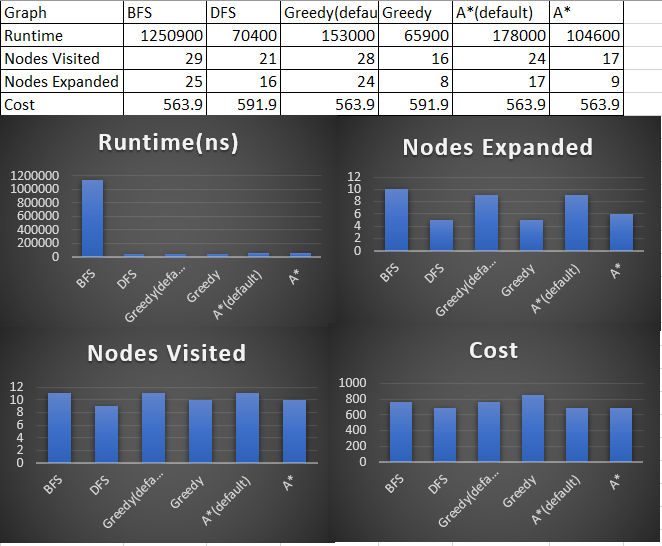 Graph BFS DFS Greedy(defau Greedy A*(default) A*
Runtime 1250900 70400 153000 65900 178000 104600
Nodes Visited 29 21 28 16 24 17
Nodes Expanded 25 16 24 8 17 9
Cost 563.9 591.9 563.9 591.9 563.9 563.9
Runtime(ns)
1200000
1000000
800000
600000
400000
200000
0
BFS DFS Greedy(defa... Greedy A*(default) A*
Nodes Expanded
12
10
8
6
4
2
0
BFS DFS Greedy(defa... Greedy A*(default) A*
Nodes Visited
12
10
8
6
4
2
0
BFS DFS Greedy(defa... Greedy A*(default) A*
Cost
1000
800
600
400
200
0
BFS DFS Greedy(defa... Greedy A*(default) A*